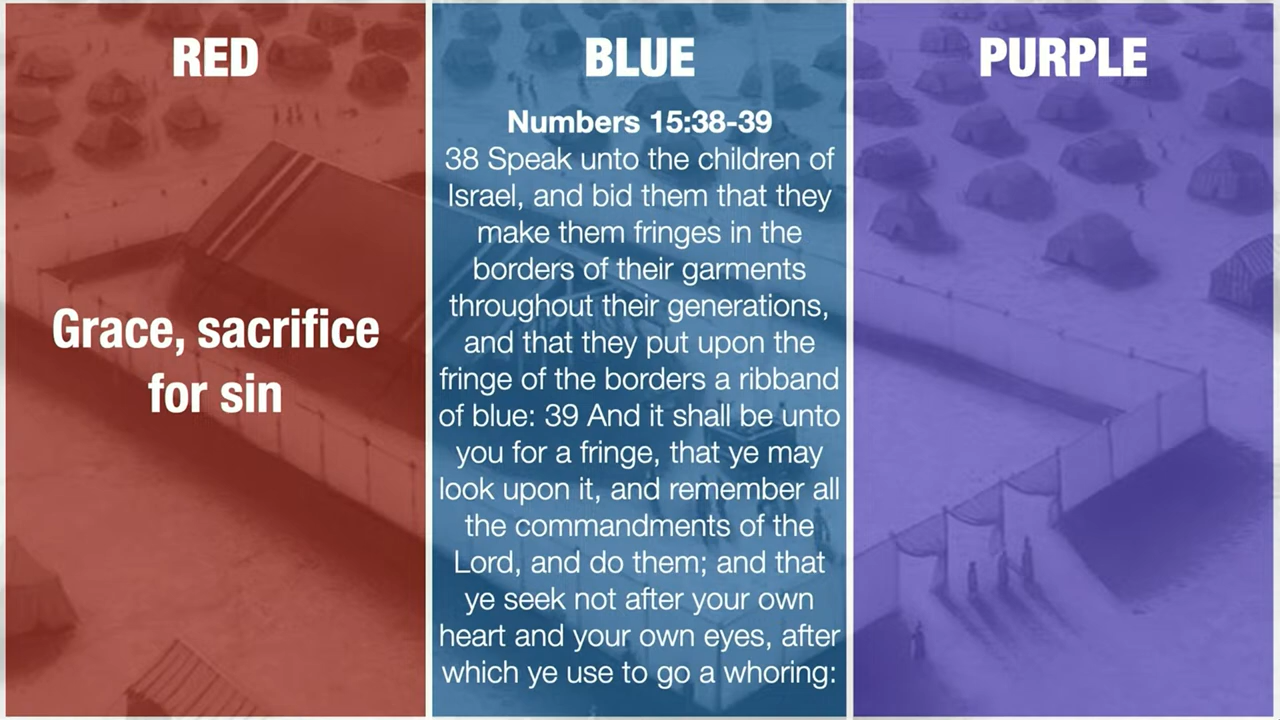 RED
Grace, sacrifice
for sin
BLUE
Numbers 15:38-39
38 Speak unto the children of
Israel, and bid them that they
make them fringes in the
borders of their garments
throughout their generations,
and that they put upon the
fringe of the borders a ribband
of blue: 39 And it shall be unto
you for a fringe, that ye may
look upon it, and remember all
the commandments of the
Lord, and do them; and that
ye seek not after your own
heart and your own eyes, after
which ye use to go a whoring:
PURPLE